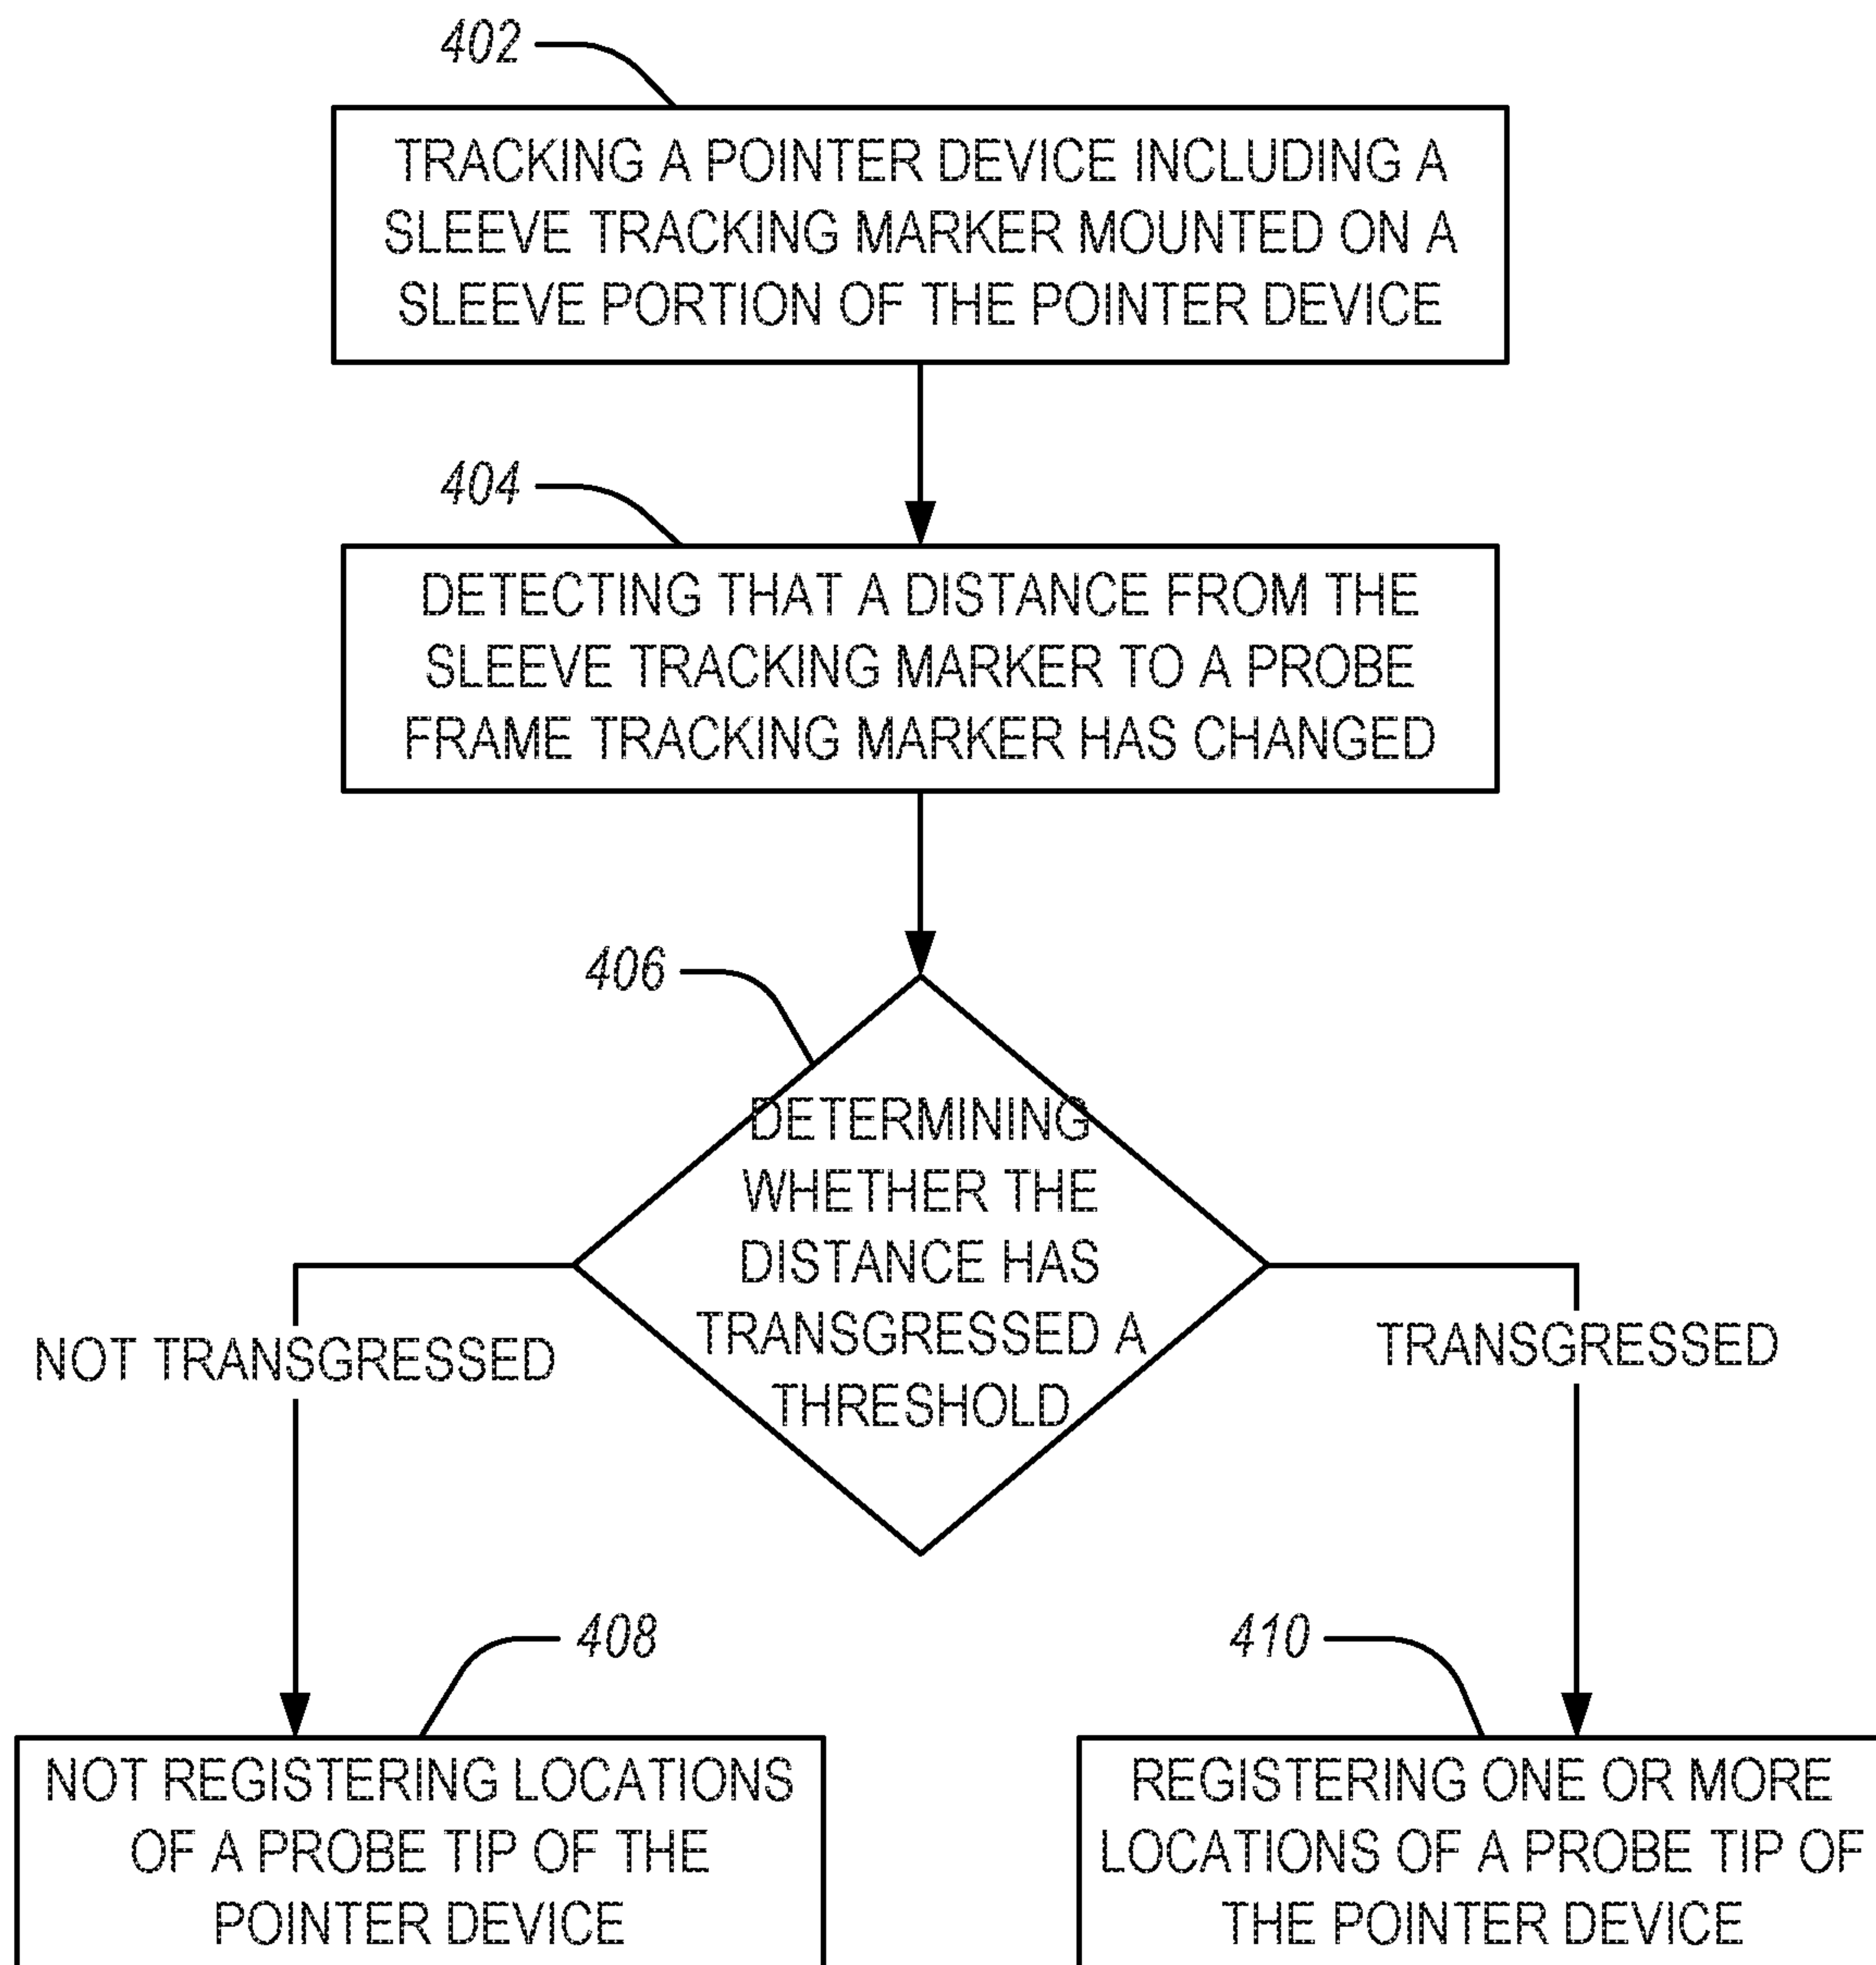 402
TRACKING A POINTER DEVICE INCLUDING A
SLEEVE TRACKING MARKER MOUNTED ON A
SLEEVE PORTION OF THE POINTER DEVICE
404
DETECTING THAT A DISTANCE FROM THE
SLEEVE TRACKING MARKER TO A PROBE
FRAME TRACKING MARKER HAS CHANGED
406
DETERMINING
WHETHER THE
DISTANCE HAS
TRANSGRESSED A
THRESHOLD
NOT TRANSGRESSED
TRANSGRESSED
408
NOT REGISTERING LOCATIONS
OF A PROBE TIP OF THE
POINTER DEVICE
410
REGISTERING ONE OR MORE
LOCATIONS OF A PROBE TIP OF
THE POINTER DEVICE